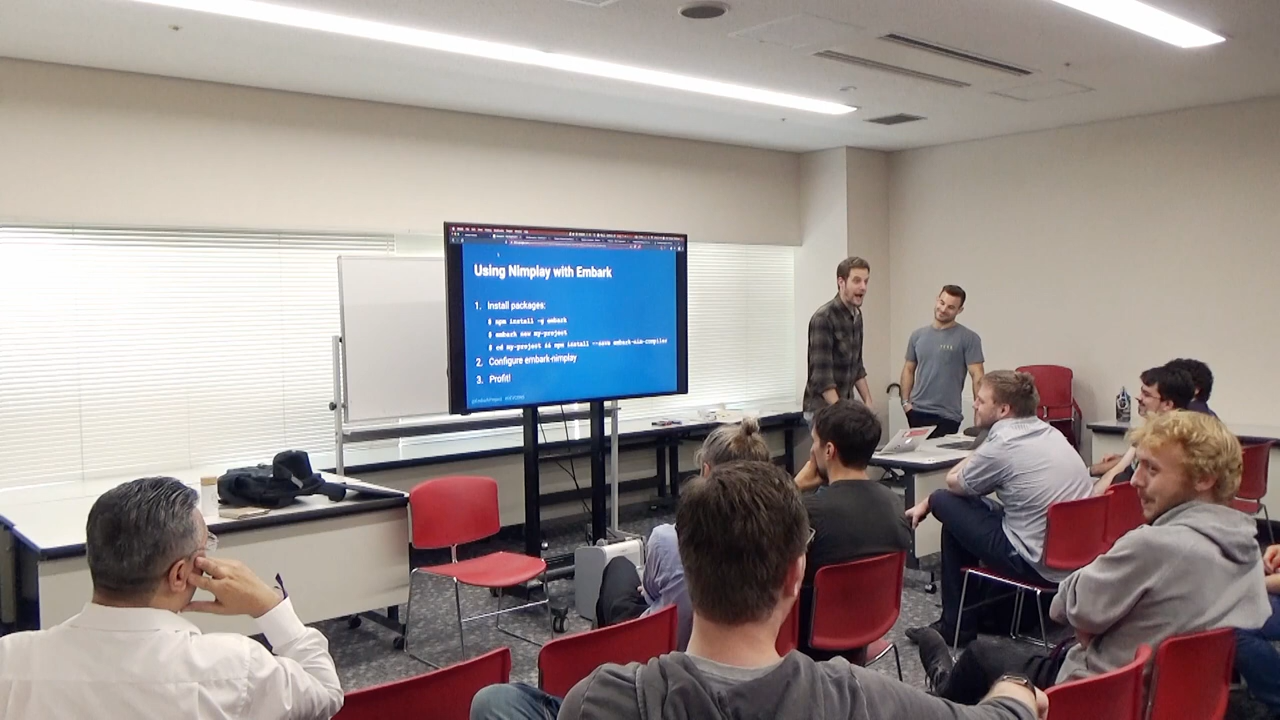 Using Nimplay with Embark
1. Install packages:
$ npm install -g embark
$ embark new my-project
$ cd my-project && npm install --save embark-nim-compiler
2. Configure embark-nimplay
3. Profit!